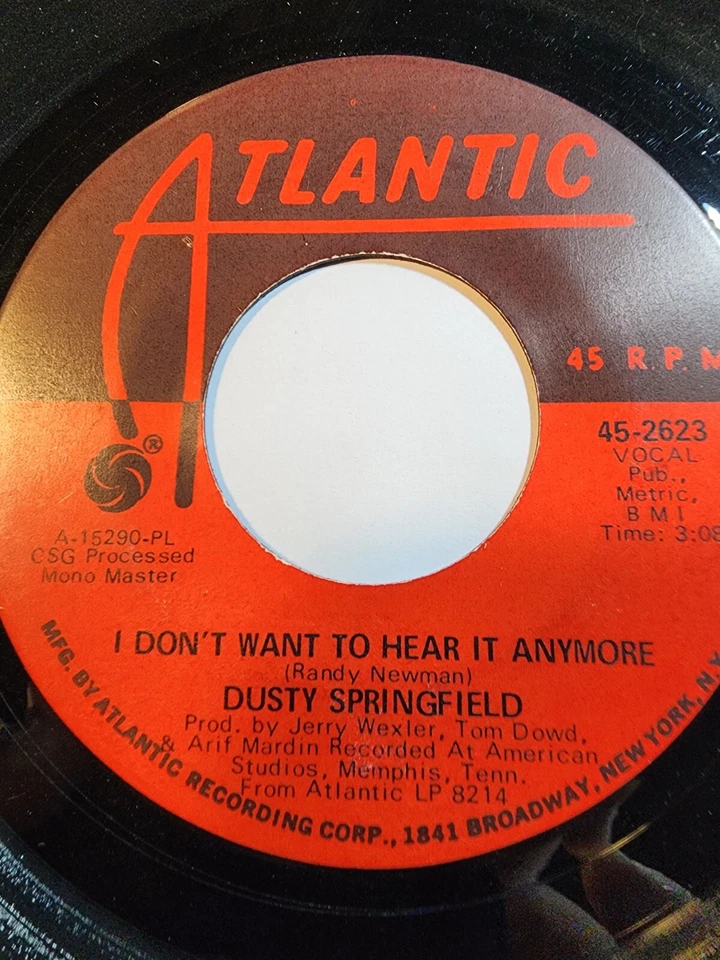 ATLANTIC
45 R.P.M
®
45-2623
VOCAL
Pub.,
Metric,
BMI
Time: 3:08
A-15290-PL
CSG Processed
Mono Master
I DON'T WANT TO HEAR IT ANYMORE
(Randy Newman)
DUSTY SPRINGFIELD
Prod. by Jerry Wexler, Tom Dowd,
& Arif Mardin Recorded At American
Studios, Memphis, Tenn.
From Atlantic LP 8214
MFG. BY ATLANTIC RECORDING CORP., 1841 BROADWAY, NEW YORK, N.Y.